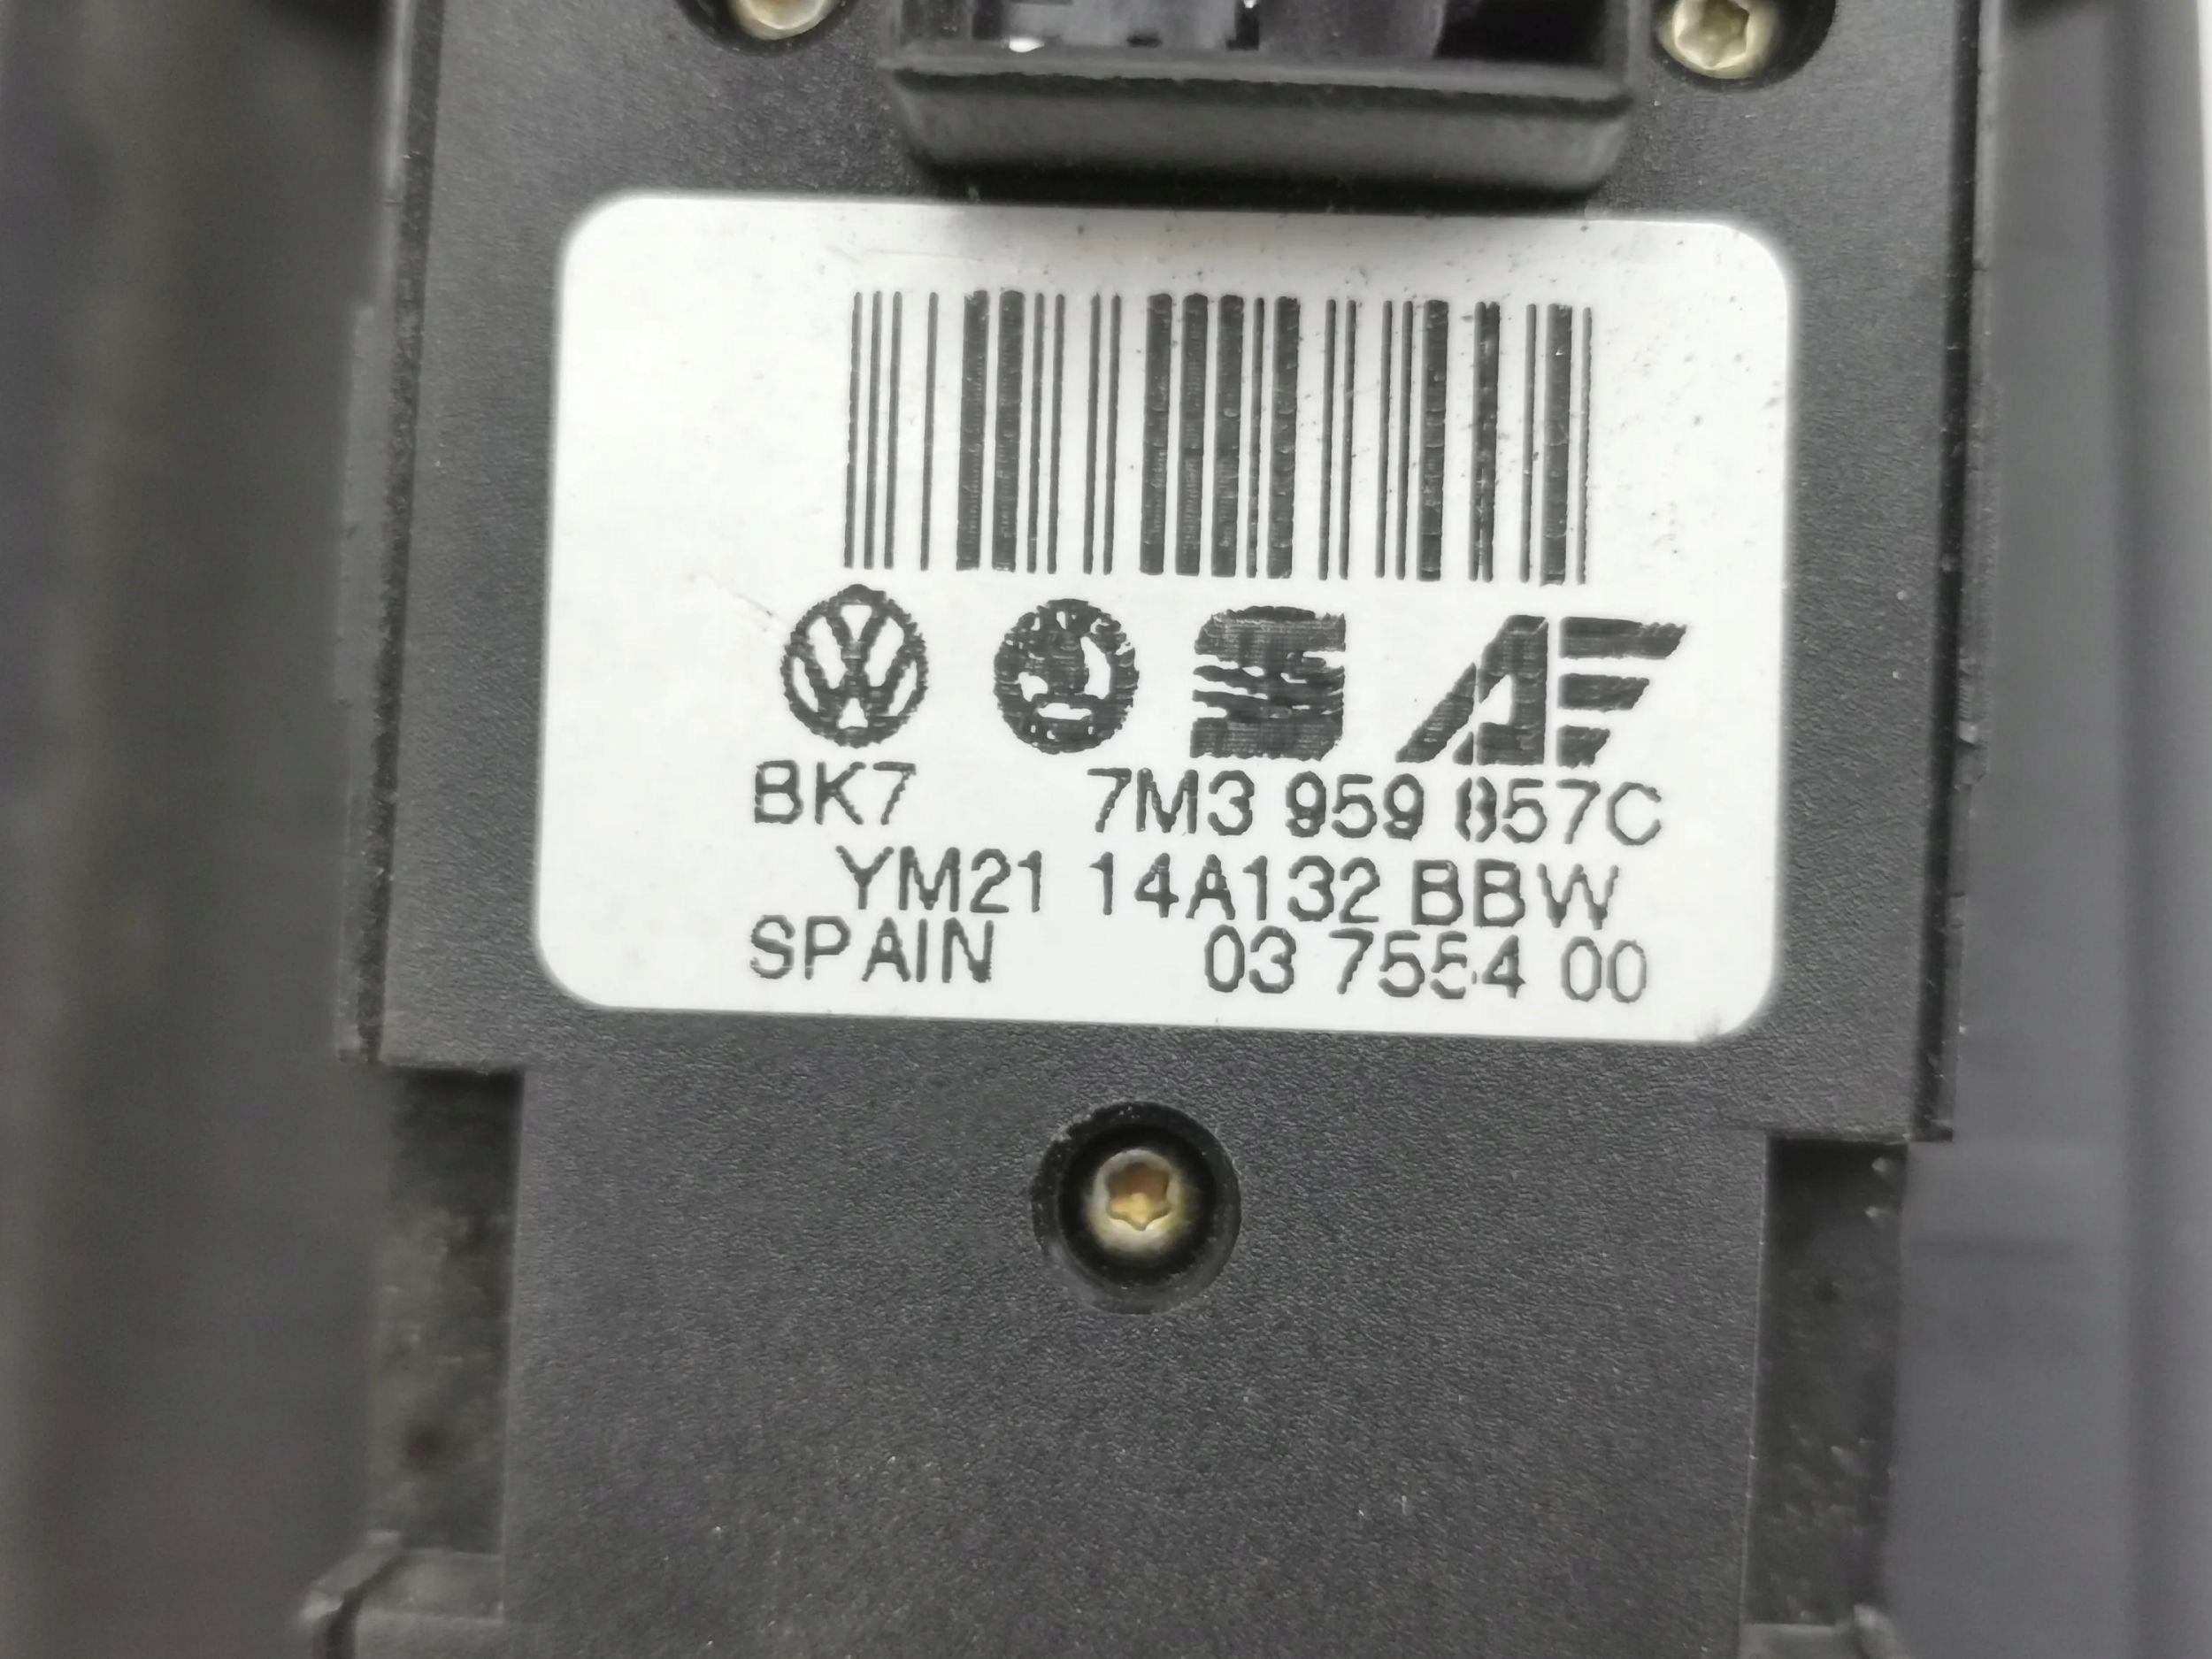 BK7 7M3 959 857C
YM21 14A132 BBW
SPAIN 03 7554 00